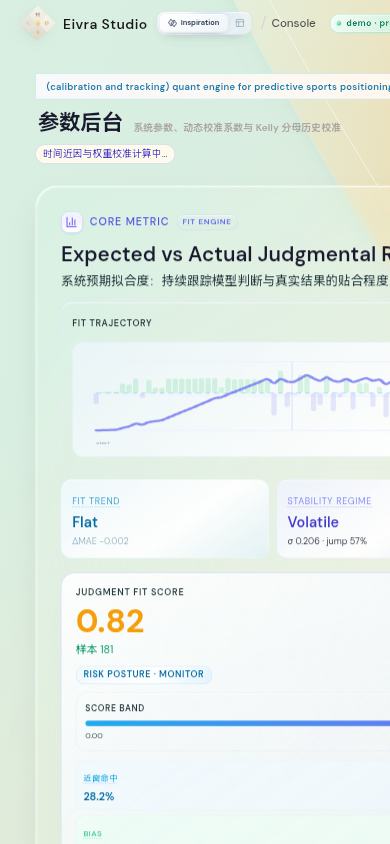 Eivra Studio
Inspiration
/ Console
demo · pr
(calibration and tracking) quant engine for predictive sports positioning
参数后台
系统参数、动态校准系数与 Kelly 分母历史校准
时间近因与权重校准计算中…
CORE METRIC
FIT ENGINE
Expected vs Actual Judgmental R
系统预期拟合度：持续跟踪模型判断与真实结果的贴合程度
FIT TRAJECTORY
FIT TREND
Flat
ΔMAE -0.002
STABILITY REGIME
Volatile
σ 0.206 · jump 57%
JUDGMENT FIT SCORE
0.82
样本 181
RISK POSTURE · MONITOR
SCORE BAND
0.00
近窗命中
28.2%
BIAS